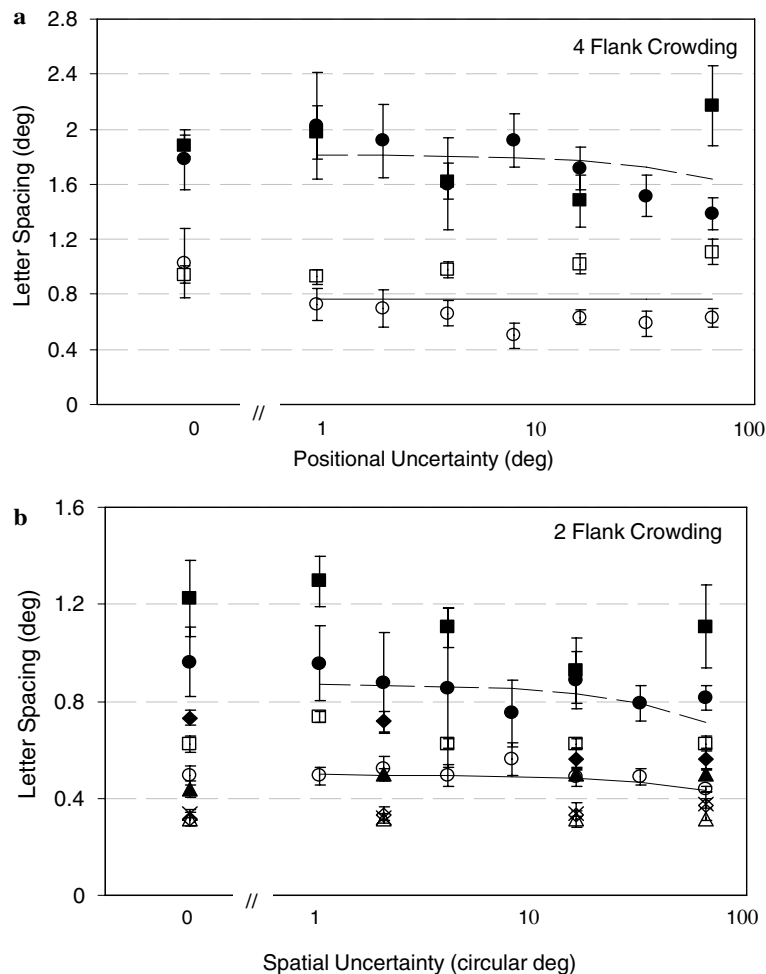 a
2.8
4 Flank Crowding
2.4
2
1.6
1.2
0.8
0.4
0
Letter Spacing (deg)
0 // 1 10 100
Positional Uncertainty (deg)
b
1.6
2 Flank Crowding
1.2
0.8
0.4
0
Letter Spacing (deg)
0 // 1 10 100
Spatial Uncertainty (circular deg)